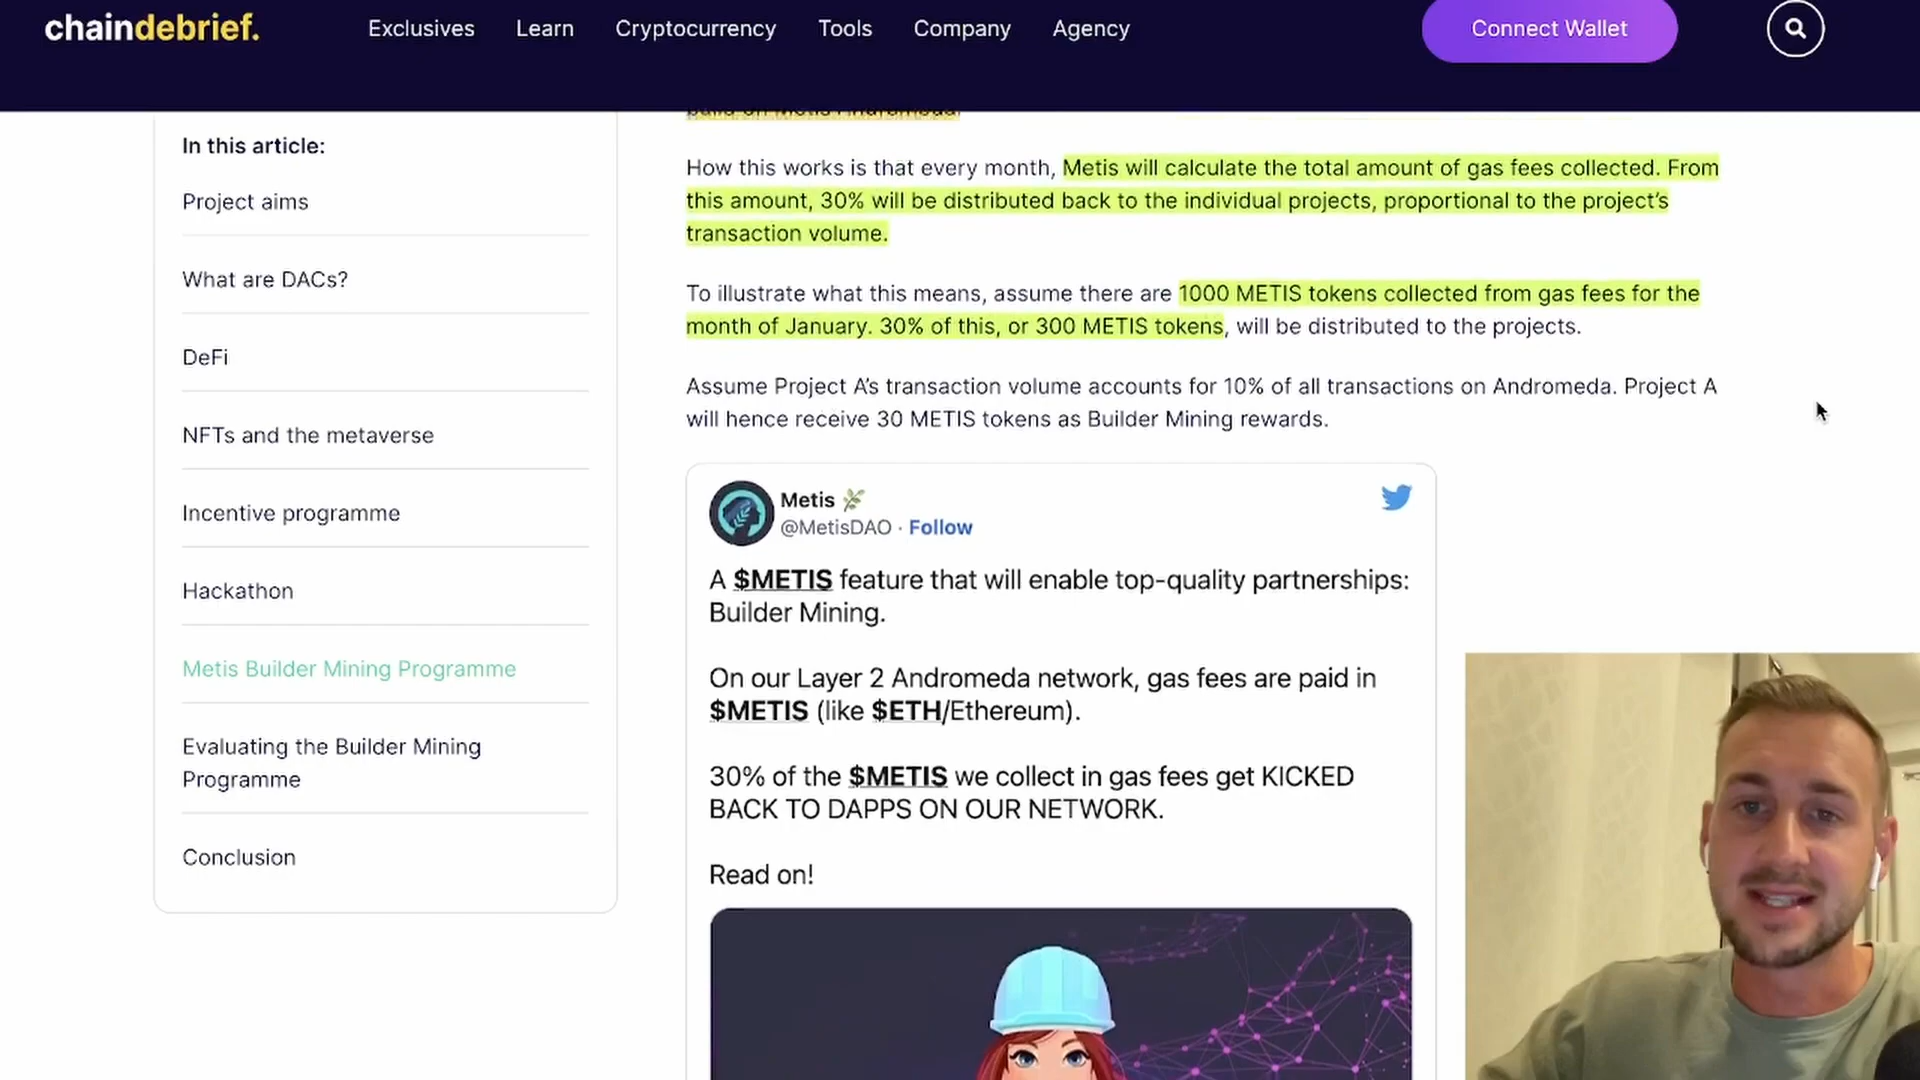 chaindebrief.
Exclusives
Learn
Cryptocurrency
Tools
Company
Agency
Connect Wallet
In this article:
Project aims
What are DACs?
DeFi
NFTs and the metaverse
Incentive programme
Hackathon
Metis Builder Mining Programme
Evaluating the Builder Mining
Programme
Conclusion
How this works is that every month, Metis will calculate the total amount of gas fees collected. From
this amount, 30% will be distributed back to the individual projects, proportional to the project’s
transaction volume.
To illustrate what this means, assume there are 1000 METIS tokens collected from gas fees for the
month of January. 30% of this, or 300 METIS tokens, will be distributed to the projects.
Assume Project A’s transaction volume accounts for 10% of all transactions on Andromeda. Project A
will hence receive 30 METIS tokens as Builder Mining rewards.
Metis
@MetisDAO · Follow
A $METIS feature that will enable top-quality partnerships:
Builder Mining.
On our Layer 2 Andromeda network, gas fees are paid in
$METIS (like $ETH/Ethereum).
30% of the $METIS we collect in gas fees get KICKED
BACK TO DAPPS ON OUR NETWORK.
Read on!